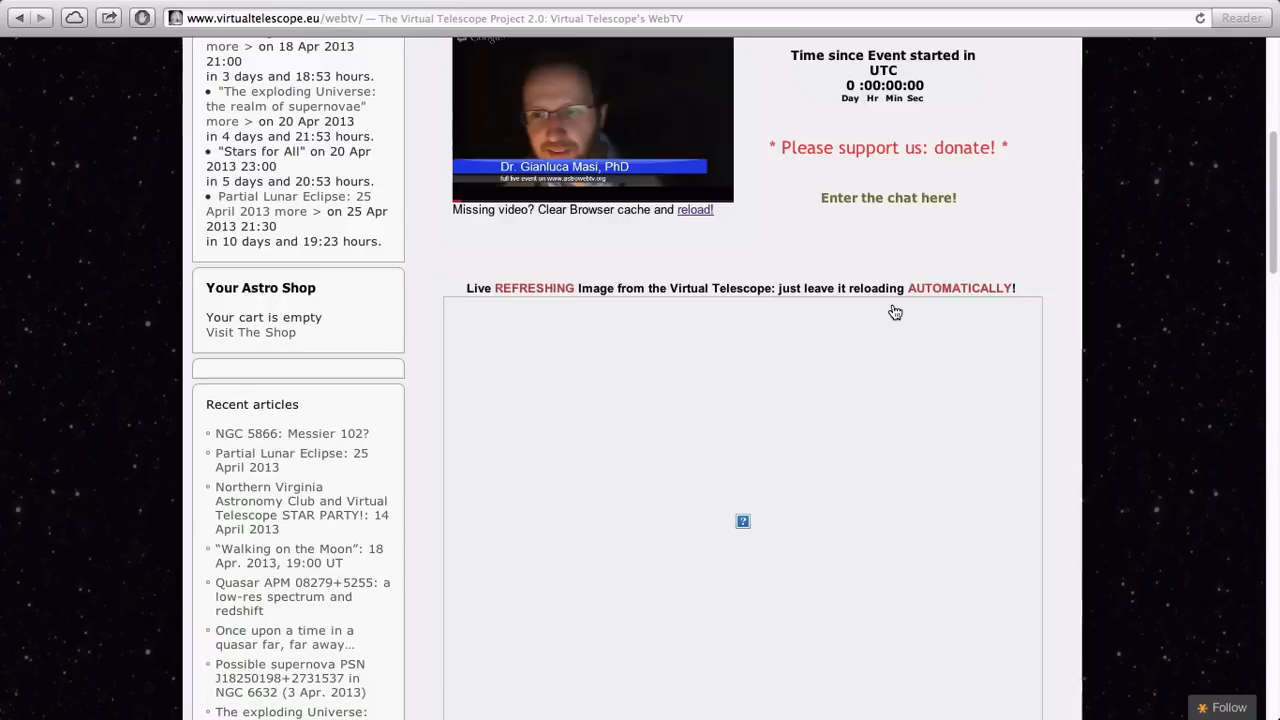 www.virtualtelescope.eu/webtv/ — The Virtual Telescope Project 2.0: Virtual Telescope's WebTV
Reader
more > on 18 Apr 2013
21:00
in 3 days and 18:53 hours.
• "The exploding Universe:
the realm of supernovae"
more > on 20 Apr 2013
in 4 days and 21:53 hours.
• "Stars for All" on 20 Apr
2013 23:00
in 5 days and 20:53 hours.
• Partial Lunar Eclipse: 25
April 2013 more > on 25 Apr
2013 21:30
in 10 days and 19:23 hours.
Your Astro Shop
Your cart is empty
Visit The Shop
Recent articles
NGC 5866: Messier 102?
Partial Lunar Eclipse: 25
April 2013
Northern Virginia
Astronomy Club and Virtual
Telescope STAR PARTY!: 14
April 2013
“Walking on the Moon”: 18
Apr. 2013, 19:00 UT
Quasar APM 08279+5255: a
low-res spectrum and
redshift
Once upon a time in a
quasar far, far away…
Possible supernova PSN
J18250198+2731537 in
NGC 6632 (3 Apr. 2013)
The exploding Universe:
Dr. Gianluca Masi, PhD
full live event on www.astrowebtv.org
Missing video? Clear Browser cache and reload!
Time since Event started in
UTC
0 :00:00:00
Day Hr Min Sec
* Please support us: donate! *
Enter the chat here!
Live REFRESHING Image from the Virtual Telescope: just leave it reloading AUTOMATICALLY!
?
Follow